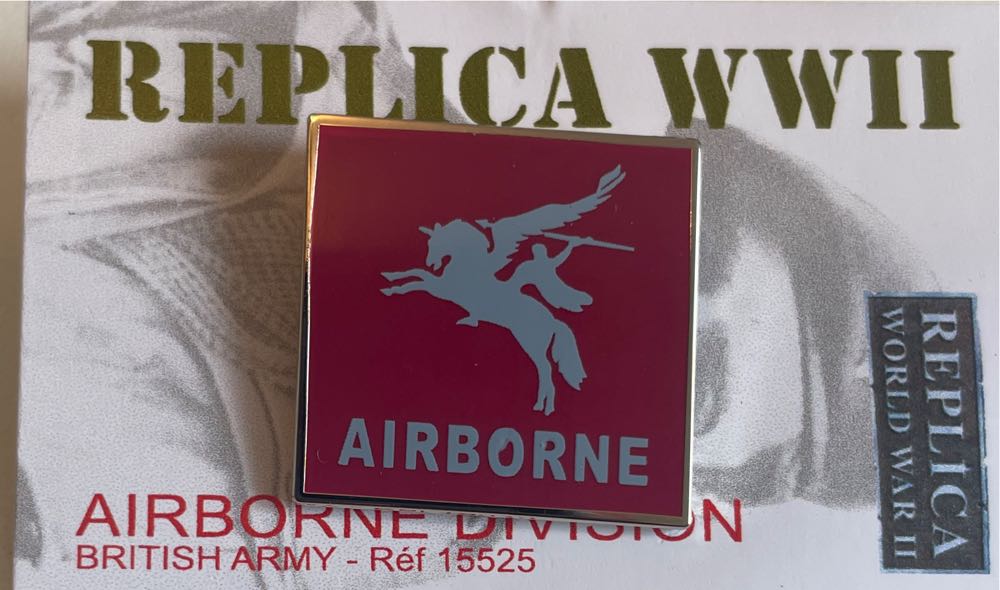 REPLICA WWII
AIRBORNE
AIRBORNE DIVISION
BRITISH ARMY - Réf 15525
REPLICA
WORLD WAR II